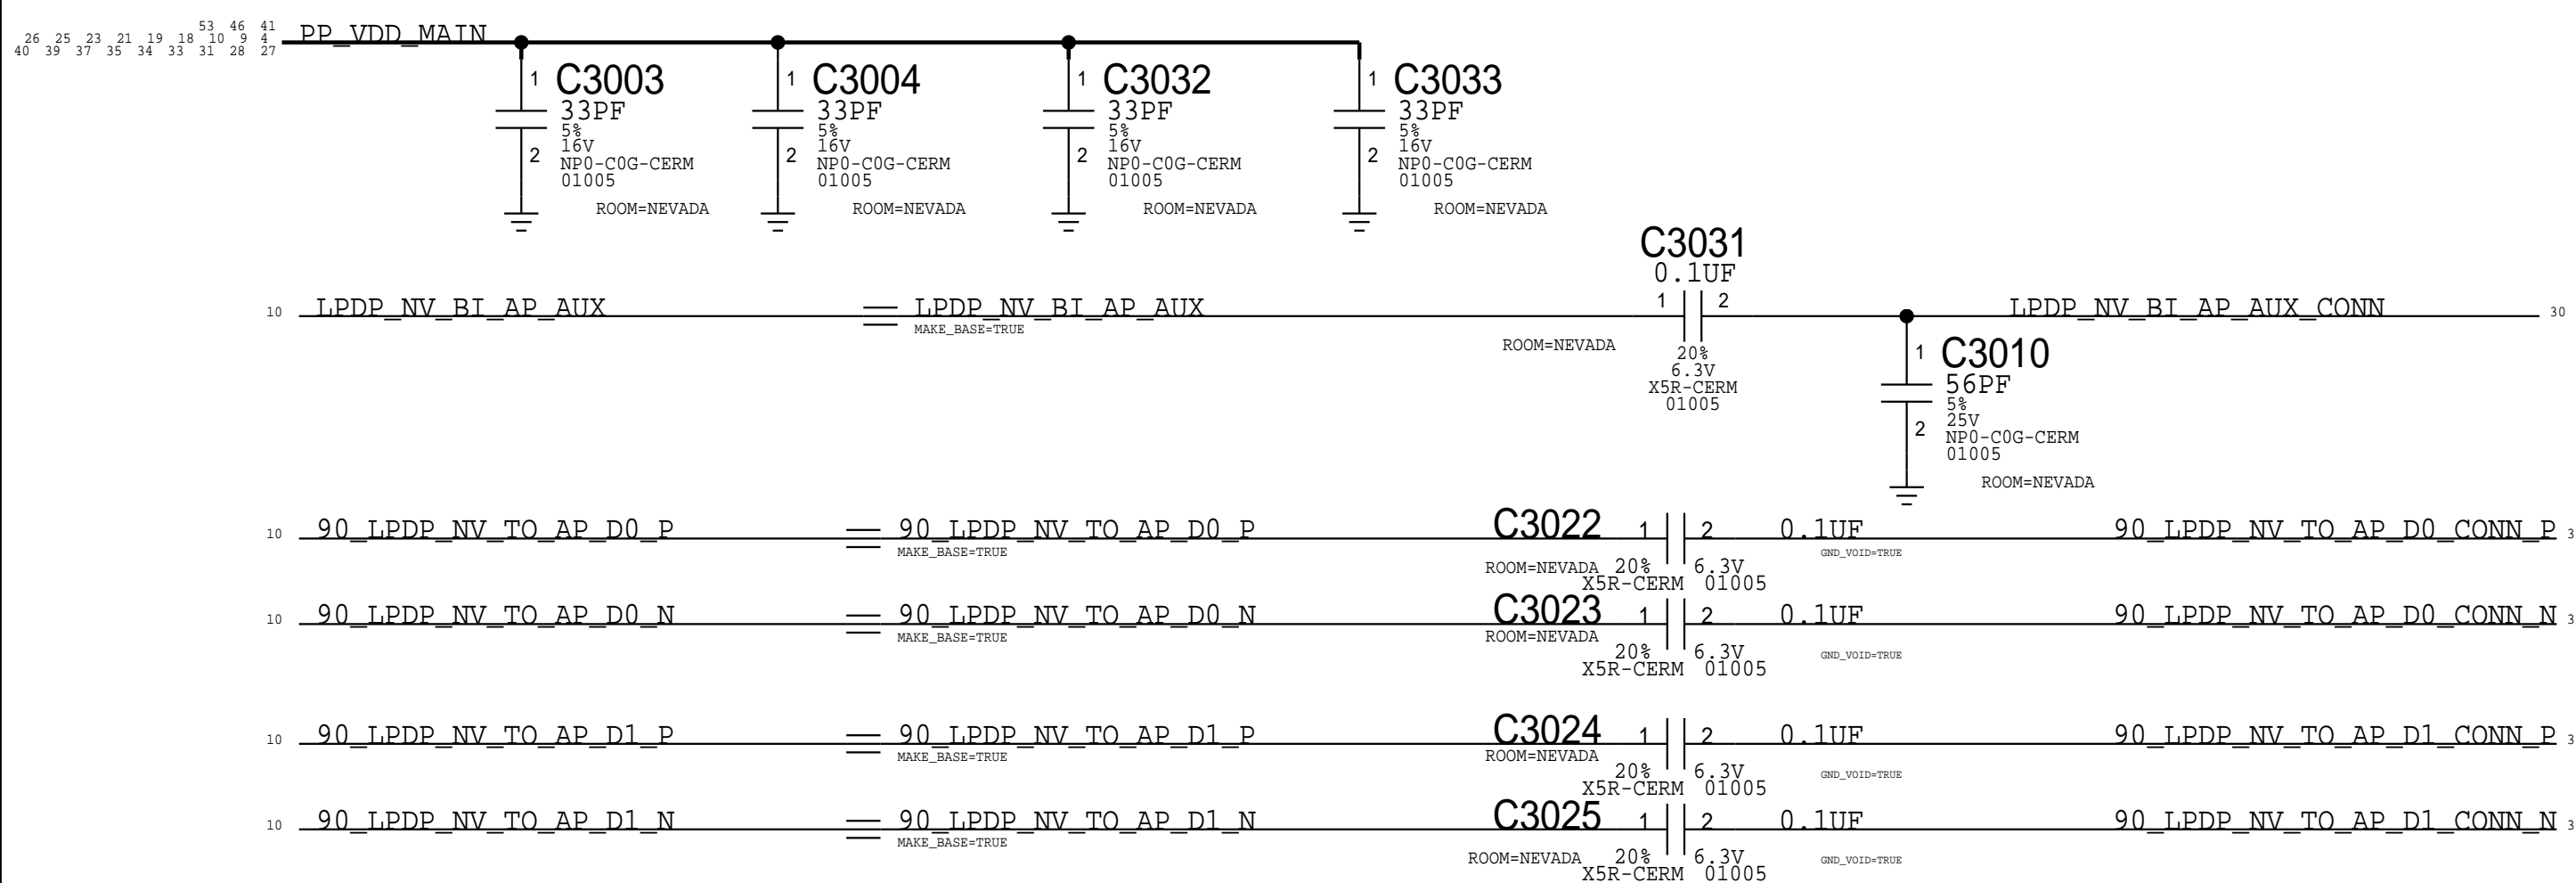 53 46 41
26 25 23 21 19 18 10 9 4
40 39 37 35 34 33 31 28 27
PP_VDD_MAIN
1 C3003
33PF
5%
16V
2
NP0-C0G-CERM
01005
ROOM=NEVADA
1 C3004
33PF
5%
16V
2
NP0-C0G-CERM
01005
ROOM=NEVADA
1 C3032
33PF
5%
16V
2
NP0-C0G-CERM
01005
ROOM=NEVADA
1 C3033
33PF
5%
16V
2
NP0-C0G-CERM
01005
ROOM=NEVADA
C3031
0.1UF
10 LPDP_NV_BI_AP_AUX LPDP_NV_BI_AP_AUX 1 2 LPDP_NV_BI_AP_AUX_CONN 30
MAKE_BASE=TRUE
ROOM=NEVADA
20%
6.3V
X5R-CERM
01005
1 C3010
56PF
5%
25V
2
NP0-C0G-CERM
01005
ROOM=NEVADA
10 90_LPDP_NV_TO_AP_D0_P 90_LPDP_NV_TO_AP_D0_P C3022 1 2 0.1UF 90_LPDP_NV_TO_AP_D0_CONN_P 3
MAKE_BASE=TRUE GND_VOID=TRUE
ROOM=NEVADA 20% 6.3V
X5R-CERM 01005
10 90_LPDP_NV_TO_AP_D0_N 90_LPDP_NV_TO_AP_D0_N C3023 1 2 0.1UF 90_LPDP_NV_TO_AP_D0_CONN_N 3
MAKE_BASE=TRUE ROOM=NEVADA
20% 6.3V GND_VOID=TRUE
X5R-CERM 01005
10 90_LPDP_NV_TO_AP_D1_P 90_LPDP_NV_TO_AP_D1_P C3024 1 2 0.1UF 90_LPDP_NV_TO_AP_D1_CONN_P 3
MAKE_BASE=TRUE ROOM=NEVADA
20% 6.3V GND_VOID=TRUE
X5R-CERM 01005
10 90_LPDP_NV_TO_AP_D1_N 90_LPDP_NV_TO_AP_D1_N C3025 1 2 0.1UF 90_LPDP_NV_TO_AP_D1_CONN_N 3
MAKE_BASE=TRUE
ROOM=NEVADA 20% 6.3V GND_VOID=TRUE
X5R-CERM 01005